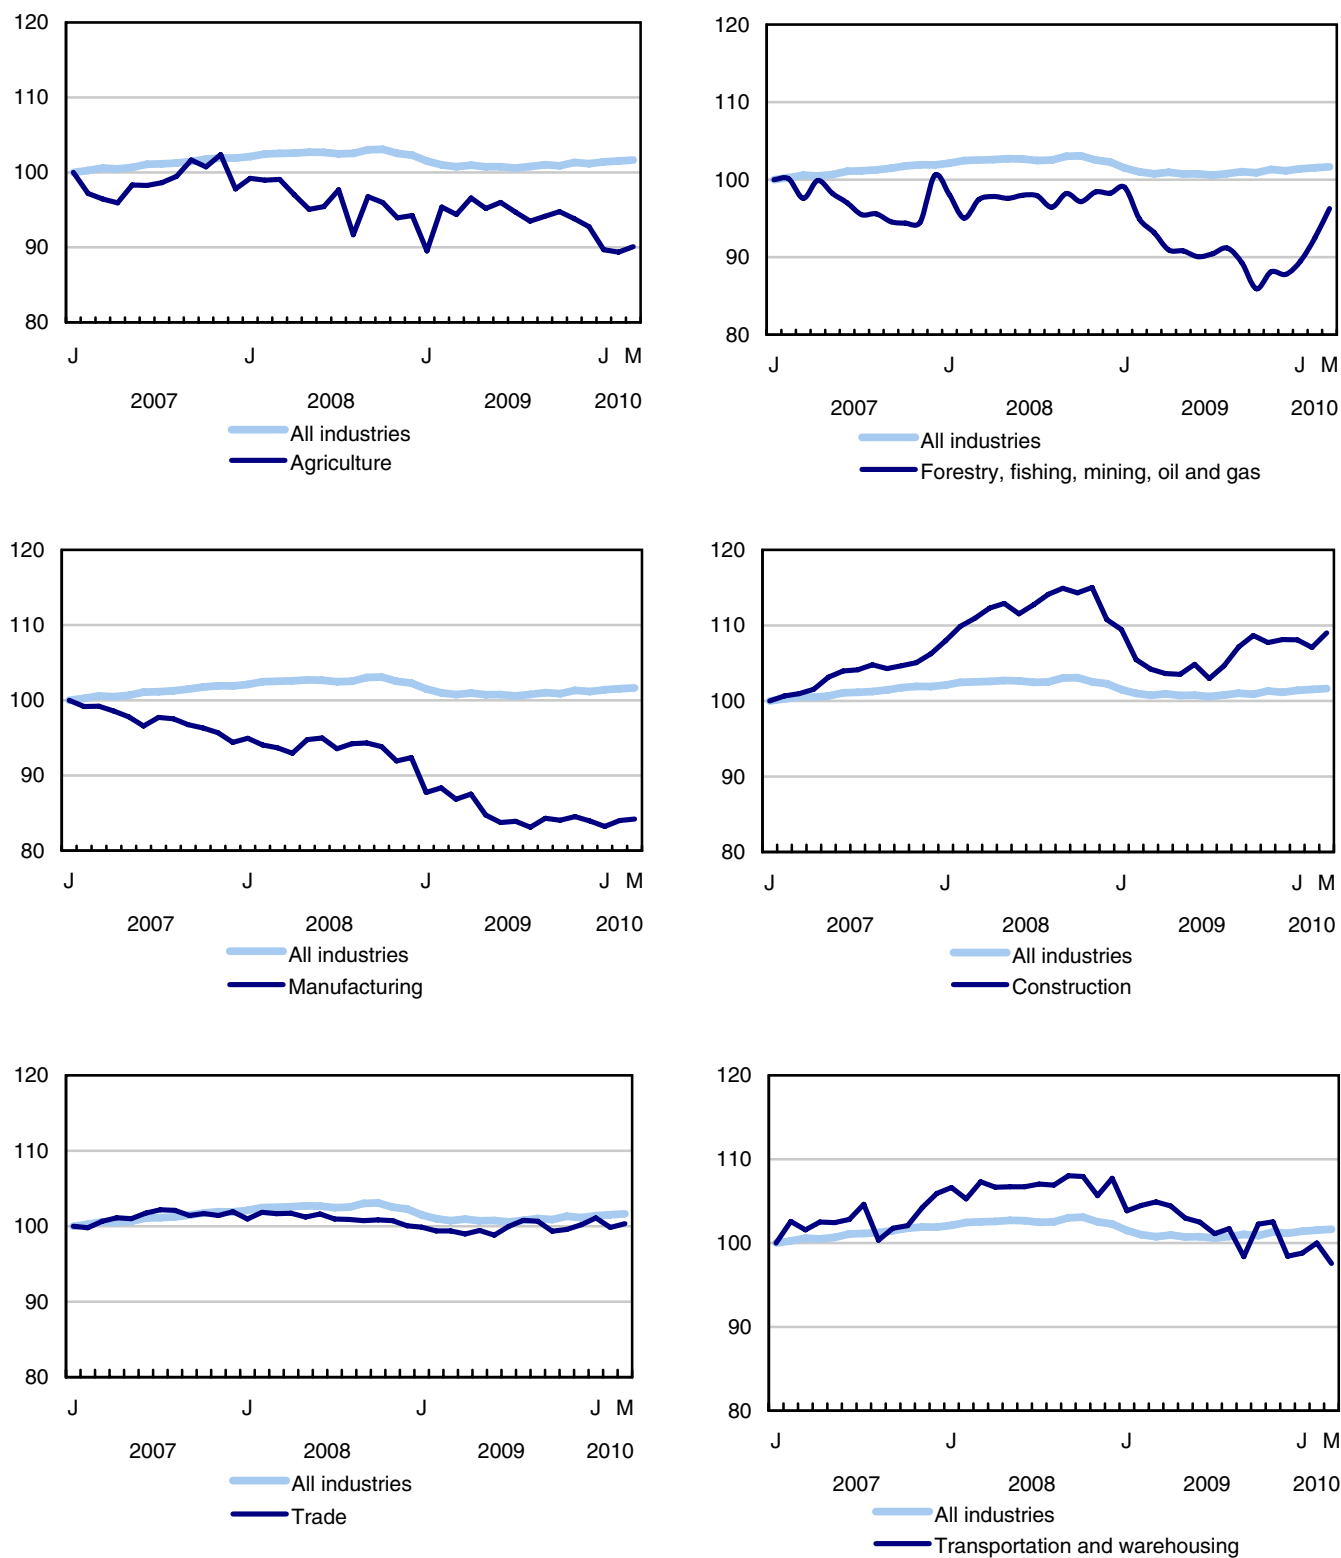 120
110
100
90
80
J J J J M
2007 2008 2009 2010
All industries
Agriculture
120
110
100
90
80
J J J J M
2007 2008 2009 2010
All industries
Forestry, fishing, mining, oil and gas
120
110
100
90
80
J J J J M
2007 2008 2009 2010
All industries
Manufacturing
120
110
100
90
80
J J J J M
2007 2008 2009 2010
All industries
Construction
120
110
100
90
80
J J J J M
2007 2008 2009 2010
All industries
Trade
120
110
100
90
80
J J J J M
2007 2008 2009 2010
All industries
Transportation and warehousing